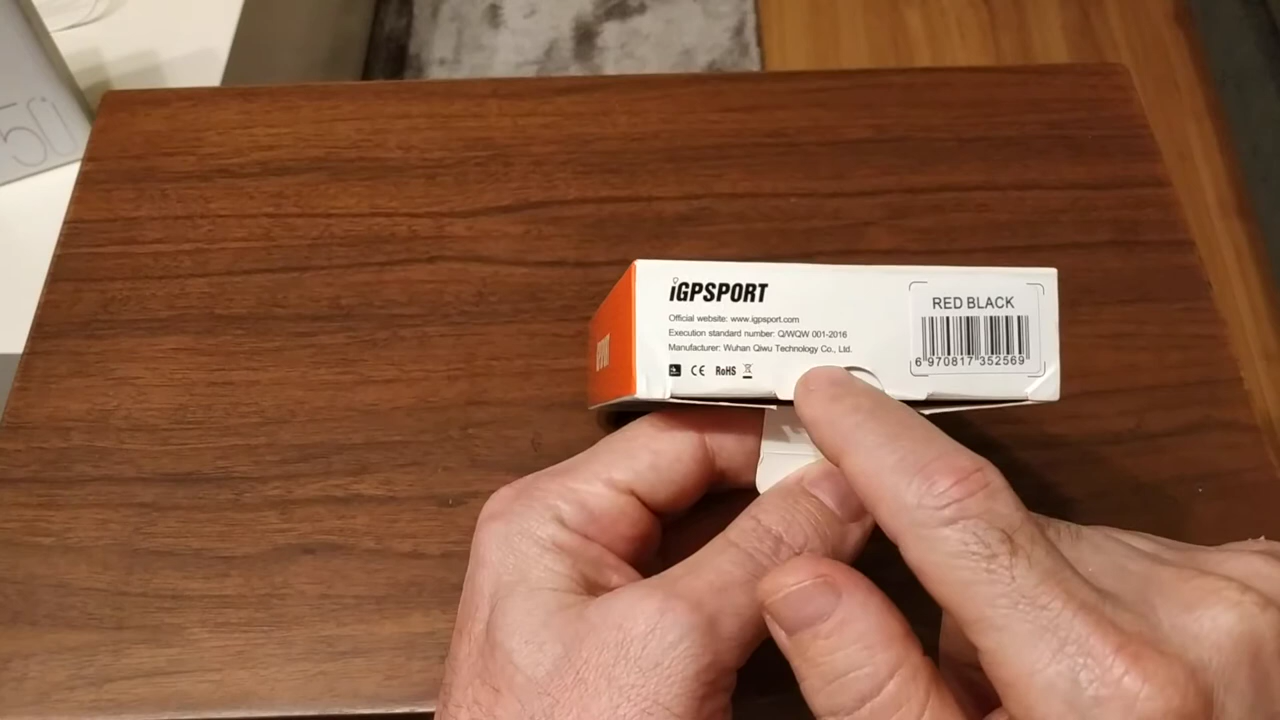 50i
iGPSPORT
Official website: www.igpsport.com
Execution standard number: Q/WQW 001-2016
Manufacturer: Wuhan Qiwu Technology Co., Ltd.
CE RoHS
RED BLACK
6 970817 352569